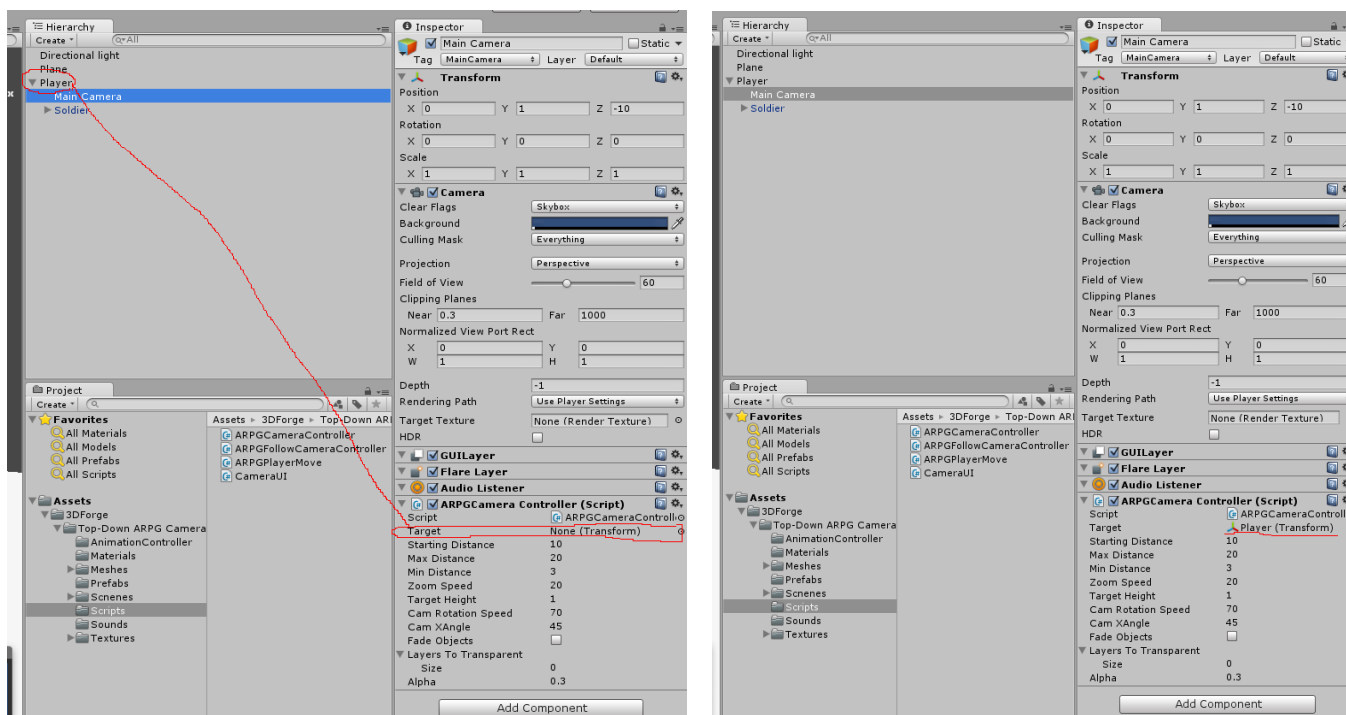 Hierarchy
Create
All
Directional light
Plane
Player
Main Camera
Soldier
Project
Create
Favorites
All Materials
All Models
All Prefabs
All Scripts
Assets
3DForge
Top-Down ARPG Camera
AnimationController
Materials
Meshes
Prefabs
Scnenes
Scripts
Sounds
Textures
Assets ▸ 3DForge ▸ Top-Down ARI
ARPGCameraController
ARPGFollowCameraController
ARPGPlayerMove
CameraUI
Inspector
Main Camera Static
Tag MainCamera Layer Default
Transform
Position
X 0 Y 1 Z -10
Rotation
X 0 Y 0 Z 0
Scale
X 1 Y 1 Z 1
Camera
Clear Flags Skybox
Background
Culling Mask Everything
Projection Perspective
Field of View 60
Clipping Planes
Near 0.3 Far 1000
Normalized View Port Rect
X 0 Y 0
W 1 H 1
Depth -1
Rendering Path Use Player Settings
Target Texture None (Render Texture)
HDR
GUILayer
Flare Layer
Audio Listener
ARPGCamera Controller (Script)
Script ARPGCameraControll
Target None (Transform)
Starting Distance 10
Max Distance 20
Min Distance 3
Zoom Speed 20
Target Height 1
Cam Rotation Speed 70
Cam XAngle 45
Fade Objects
Layers To Transparent
Size 0
Alpha 0.3
Add Component
Hierarchy
Create
All
Directional light
Plane
Player
Main Camera
Soldier
Project
Create
Favorites
All Materials
All Models
All Prefabs
All Scripts
Assets
3DForge
Top-Down ARPG Camera
AnimationController
Materials
Meshes
Prefabs
Scnenes
Scripts
Sounds
Textures
Assets ▸ 3DForge ▸ Top-Down ARI
ARPGCameraController
ARPGFollowCameraController
ARPGPlayerMove
CameraUI
Inspector
Main Camera Static
Tag MainCamera Layer Default
Transform
Position
X 0 Y 1 Z -10
Rotation
X 0 Y 0 Z 0
Scale
X 1 Y 1 Z 1
Camera
Clear Flags Skybox
Background
Culling Mask Everything
Projection Perspective
Field of View 60
Clipping Planes
Near 0.3 Far 1000
Normalized View Port Rect
X 0 Y 0
W 1 H 1
Depth -1
Rendering Path Use Player Settings
Target Texture None (Render Texture)
HDR
GUILayer
Flare Layer
Audio Listener
ARPGCamera Controller (Script)
Script ARPGCameraControll
Target Player (Transform)
Starting Distance 10
Max Distance 20
Min Distance 3
Zoom Speed 20
Target Height 1
Cam Rotation Speed 70
Cam XAngle 45
Fade Objects
Layers To Transparent
Size 0
Alpha 0.3
Add Component